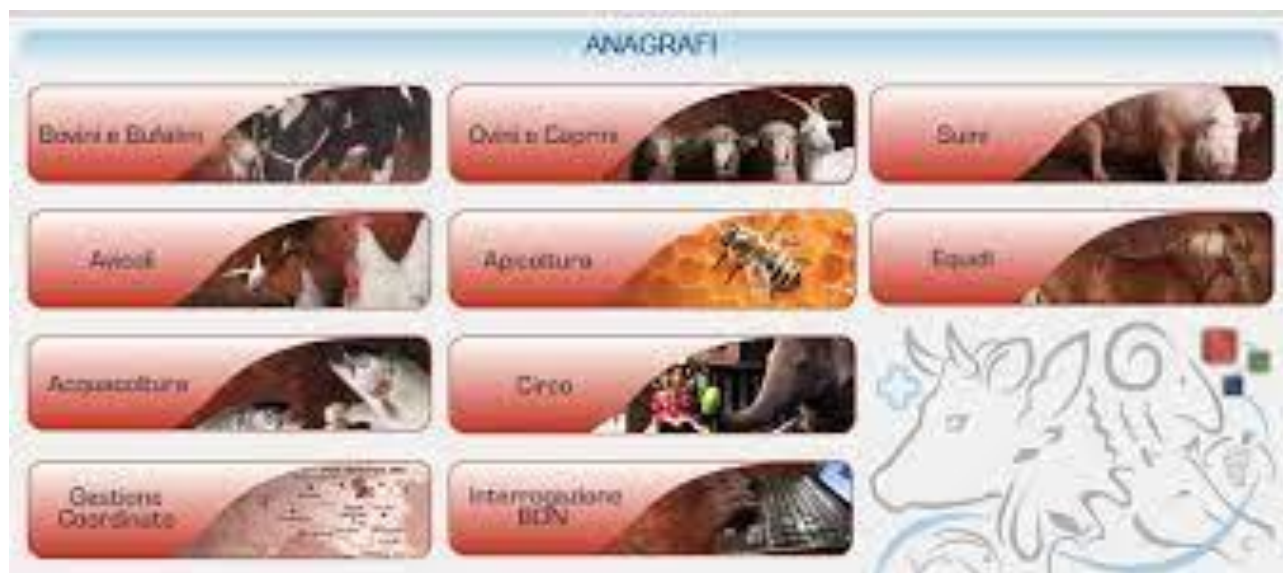 ANAGRAFI
Bovini e Bufalini
Ovini e Caprini
Suini
Avicoli
Apicoltura
Equidi
Acquacoltura
Circo
Gestione
Coordinate
Interrogazione
BDN